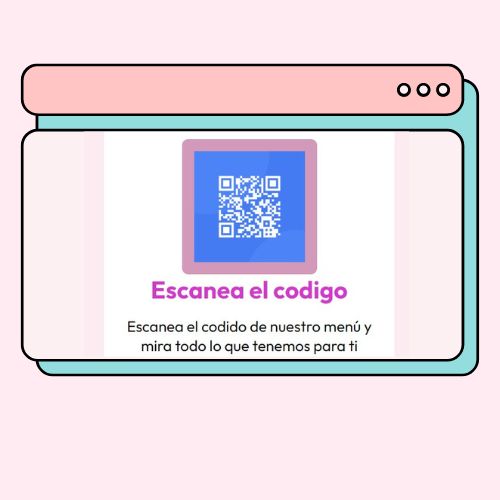 Escanea el codigo
Escanea el codido de nuestro menú y
mira todo lo que tenemos para ti